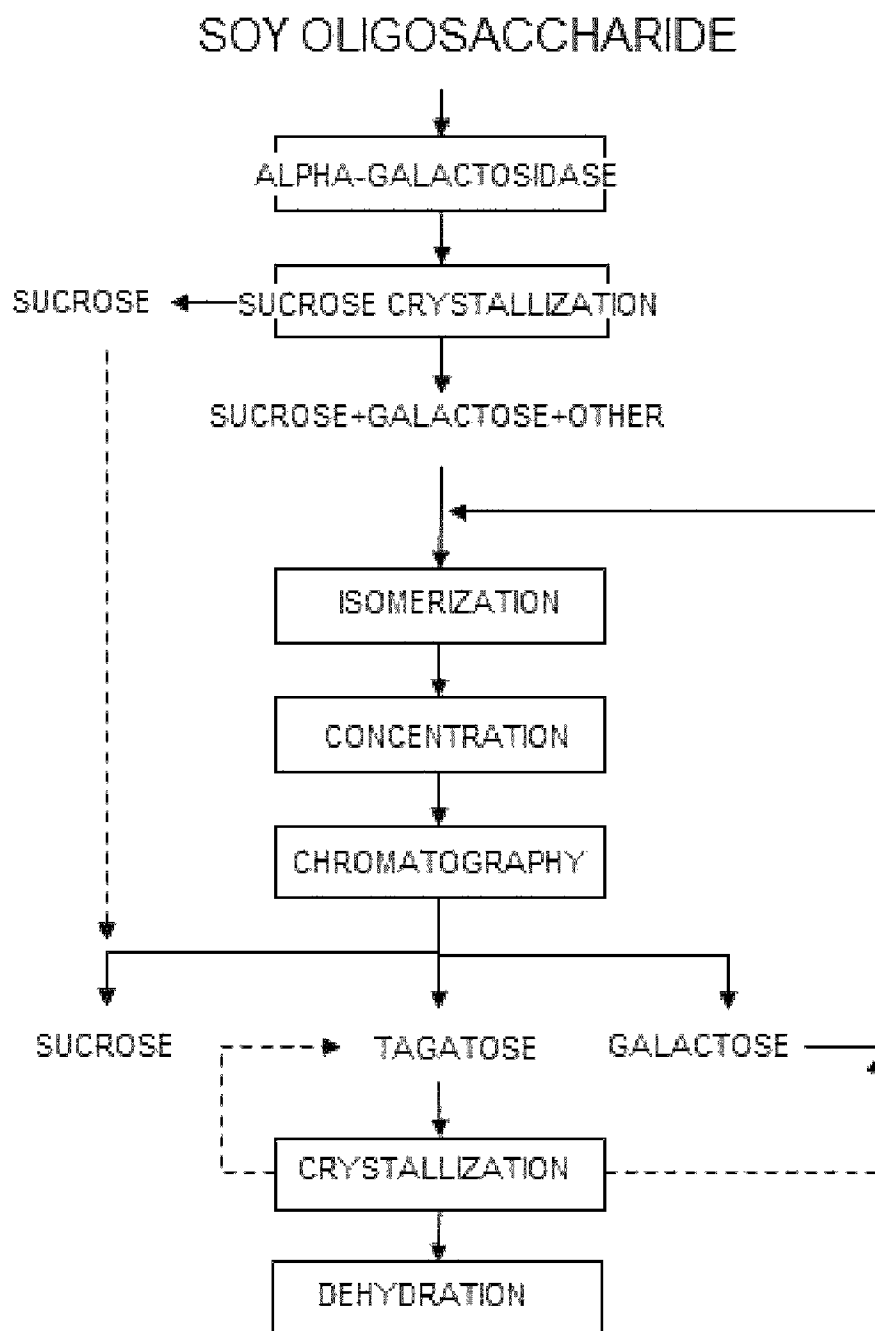 SOY OLIGOSACCHARIDE
ALPHA-GALACTOSIDASE
SUCROSE
SUCROSE CRYSTALLIZATION
SUCROSE+GALACTOSE+OTHER
ISOMERIZATION
CONCENTRATION
CHROMATOGRAPHY
SUCROSE
TAGATOSE
GALACTOSE
CRYSTALLIZATION
DEHYDRATION